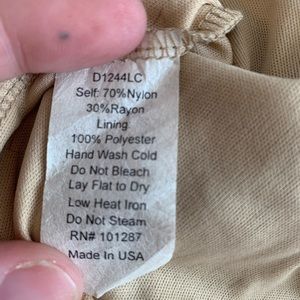 D1244LC
Self: 70%Nylon
30%Rayon
Lining:
100% Polyester
Hand Wash Cold
Do Not Bleach
Lay Flat to Dry
Low Heat Iron
Do Not Steam
RN# 101287
Made In USA